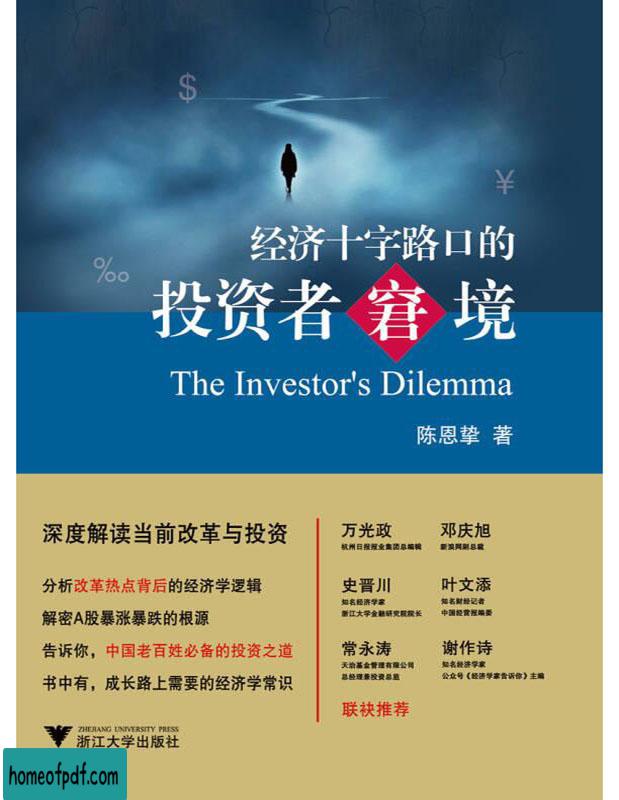 $
¥
‰
经济十字路口的
投资者窘境
The Investor's Dilemma
陈恩挚 著
深度解读当前改革与投资
分析改革热点背后的经济学逻辑
解密A股暴涨暴跌的根源
告诉你，中国老百姓必备的投资之道
书中有，成长路上需要的经济学常识
万光政
杭州日报报业集团总编辑
邓庆旭
新浪网副总裁
史晋川
知名经济学家
浙江大学金融研究院院长
叶文添
知名财经记者
中国经营报编委
常永涛
天治基金管理有限公司
总经理兼投资总监
谢作诗
知名经济学家
公众号《经济学家告诉你》主编
联袂推荐
ZHEJIANG UNIVERSITY PRESS
浙江大学出版社
homeofpdf.com